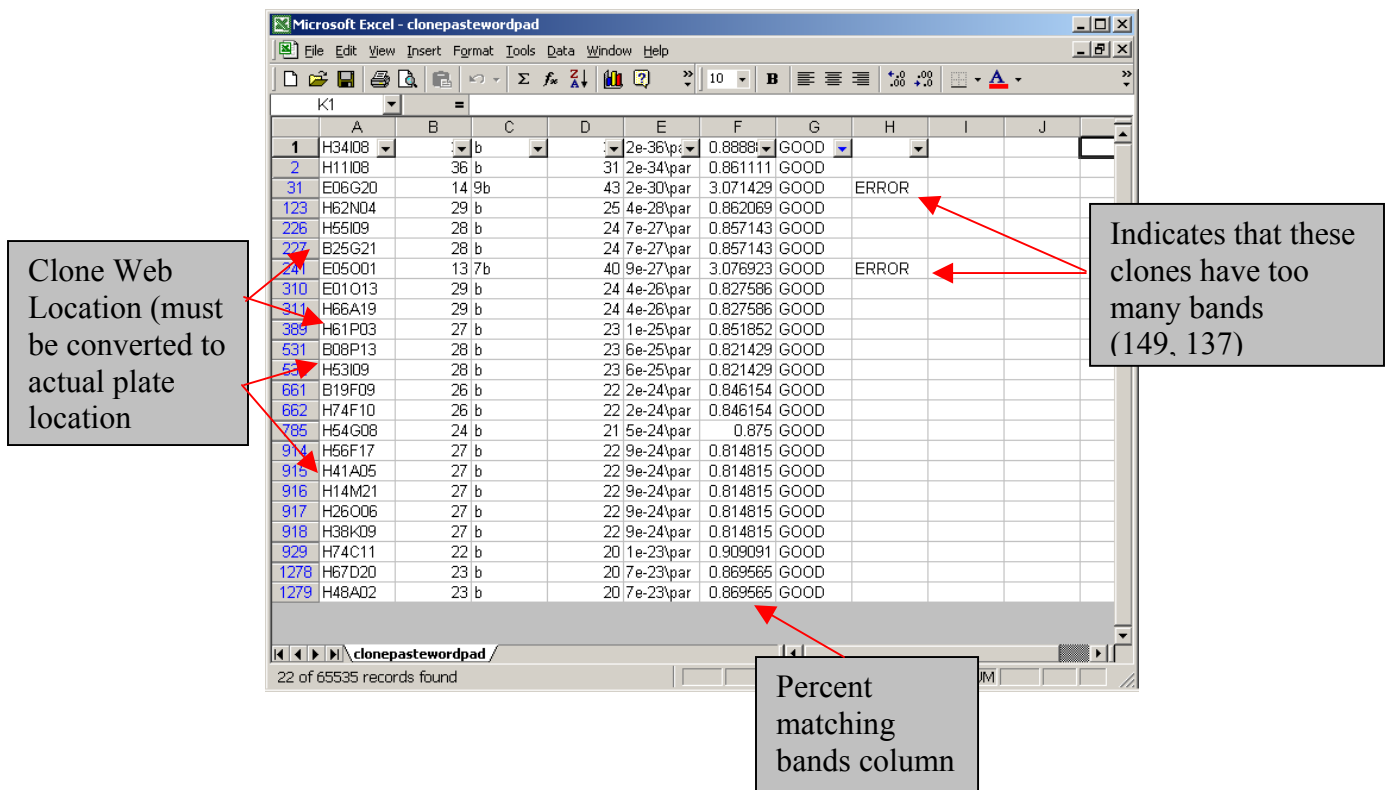 Microsoft Excel - clonepastewordpad
File Edit View Insert Format Tools Data Window Help
10 B
K1 =
A B C D E F G H I J
1 H34I08 b 2e-36\pa 0.8888 GOOD
2 H11I08 36 b 31 2e-34\par 0.861111 GOOD
31 E06G20 14 9b 43 2e-30\par 3.071429 GOOD ERROR
123 H62N04 29 b 25 4e-28\par 0.862069 GOOD
226 H55I09 28 b 24 7e-27\par 0.857143 GOOD
227 B25G21 28 b 24 7e-27\par 0.857143 GOOD
241 E05O01 13 7b 40 9e-27\par 3.076923 GOOD ERROR
310 E01O13 29 b 24 4e-26\par 0.827586 GOOD
311 H66A19 29 b 24 4e-26\par 0.827586 GOOD
389 H61P03 27 b 23 1e-25\par 0.851852 GOOD
531 B08P13 28 b 23 6e-25\par 0.821429 GOOD
H53I09 28 b 23 6e-25\par 0.821429 GOOD
661 B19F09 26 b 22 2e-24\par 0.846154 GOOD
662 H74F10 26 b 22 2e-24\par 0.846154 GOOD
785 H54G08 24 b 21 5e-24\par 0.875 GOOD
914 H56F17 27 b 22 9e-24\par 0.814815 GOOD
915 H41A05 27 b 22 9e-24\par 0.814815 GOOD
916 H14M21 27 b 22 9e-24\par 0.814815 GOOD
917 H26O06 27 b 22 9e-24\par 0.814815 GOOD
918 H38K09 27 b 22 9e-24\par 0.814815 GOOD
929 H74C11 22 b 20 1e-23\par 0.909091 GOOD
1278 H67D20 23 b 20 7e-23\par 0.869565 GOOD
1279 H48A02 23 b 20 7e-23\par 0.869565 GOOD
clonepastewordpad
22 of 65535 records found
Clone Web
Location (must
be converted to
actual plate
location
Indicates that these
clones have too
many bands
(149, 137)
Percent
matching
bands column